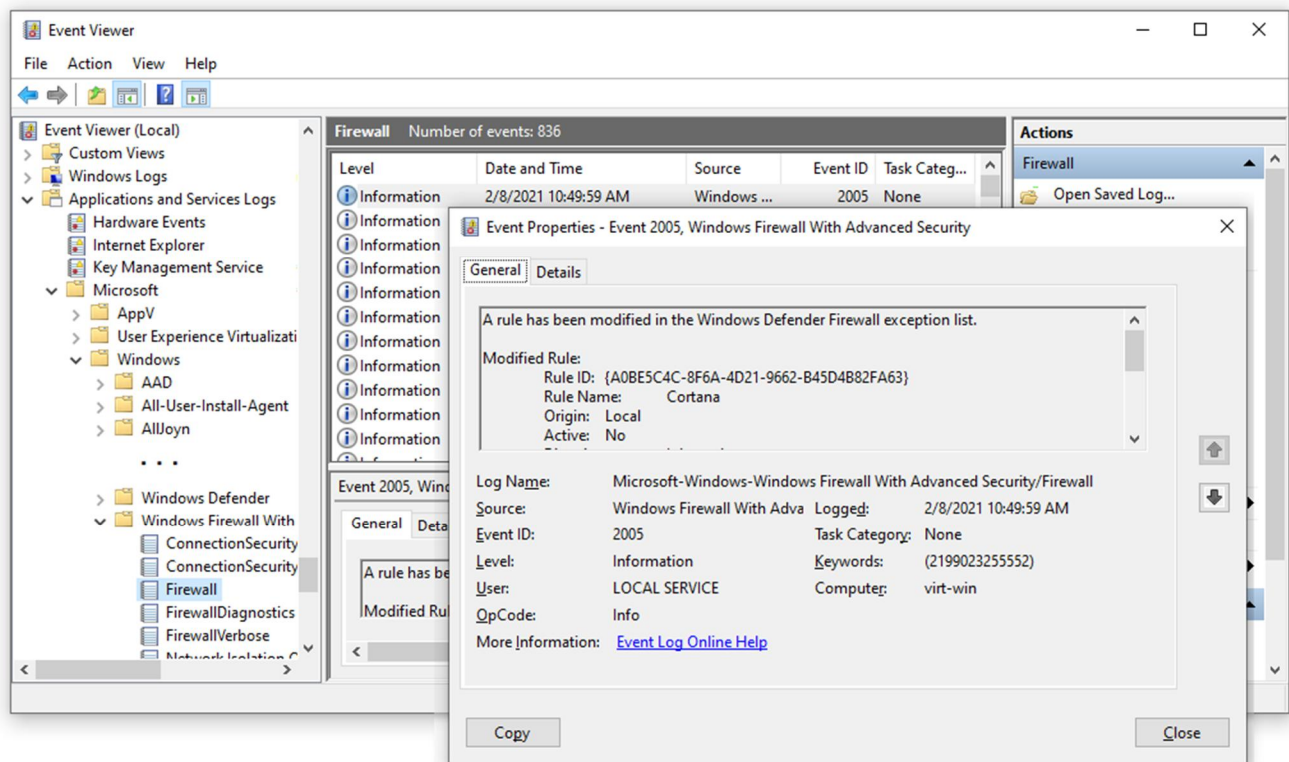 Event Viewer
File Action View Help
Event Viewer (Local)
Custom Views
Windows Logs
Applications and Services Logs
Hardware Events
Internet Explorer
Key Management Service
Microsoft
AppV
User Experience Virtualizati
Windows
AAD
All-User-Install-Agent
AllJoyn
. . .
Windows Defender
Windows Firewall With
ConnectionSecurity
ConnectionSecurity
Firewall
FirewallDiagnostics
FirewallVerbose
Firewall Number of events: 836
Level Date and Time Source Event ID Task Categ...
Information 2/8/2021 10:49:59 AM Windows ... 2005 None
Information
Information
Information
Information
Information
Information
Information
Information
Information
Information
Event 2005, Wind
General Deta
A rule has be
Modified Rul
Actions
Firewall
Open Saved Log...
Event Properties - Event 2005, Windows Firewall With Advanced Security
General Details
A rule has been modified in the Windows Defender Firewall exception list.
Modified Rule:
Rule ID: {A0BE5C4C-8F6A-4D21-9662-B45D4B82FA63}
Rule Name: Cortana
Origin: Local
Active: No
Log Name: Microsoft-Windows-Windows Firewall With Advanced Security/Firewall
Source: Windows Firewall With Adva Logged: 2/8/2021 10:49:59 AM
Event ID: 2005 Task Category: None
Level: Information Keywords: (2199023255552)
User: LOCAL SERVICE Computer: virt-win
OpCode: Info
More Information: Event Log Online Help
Copy Close